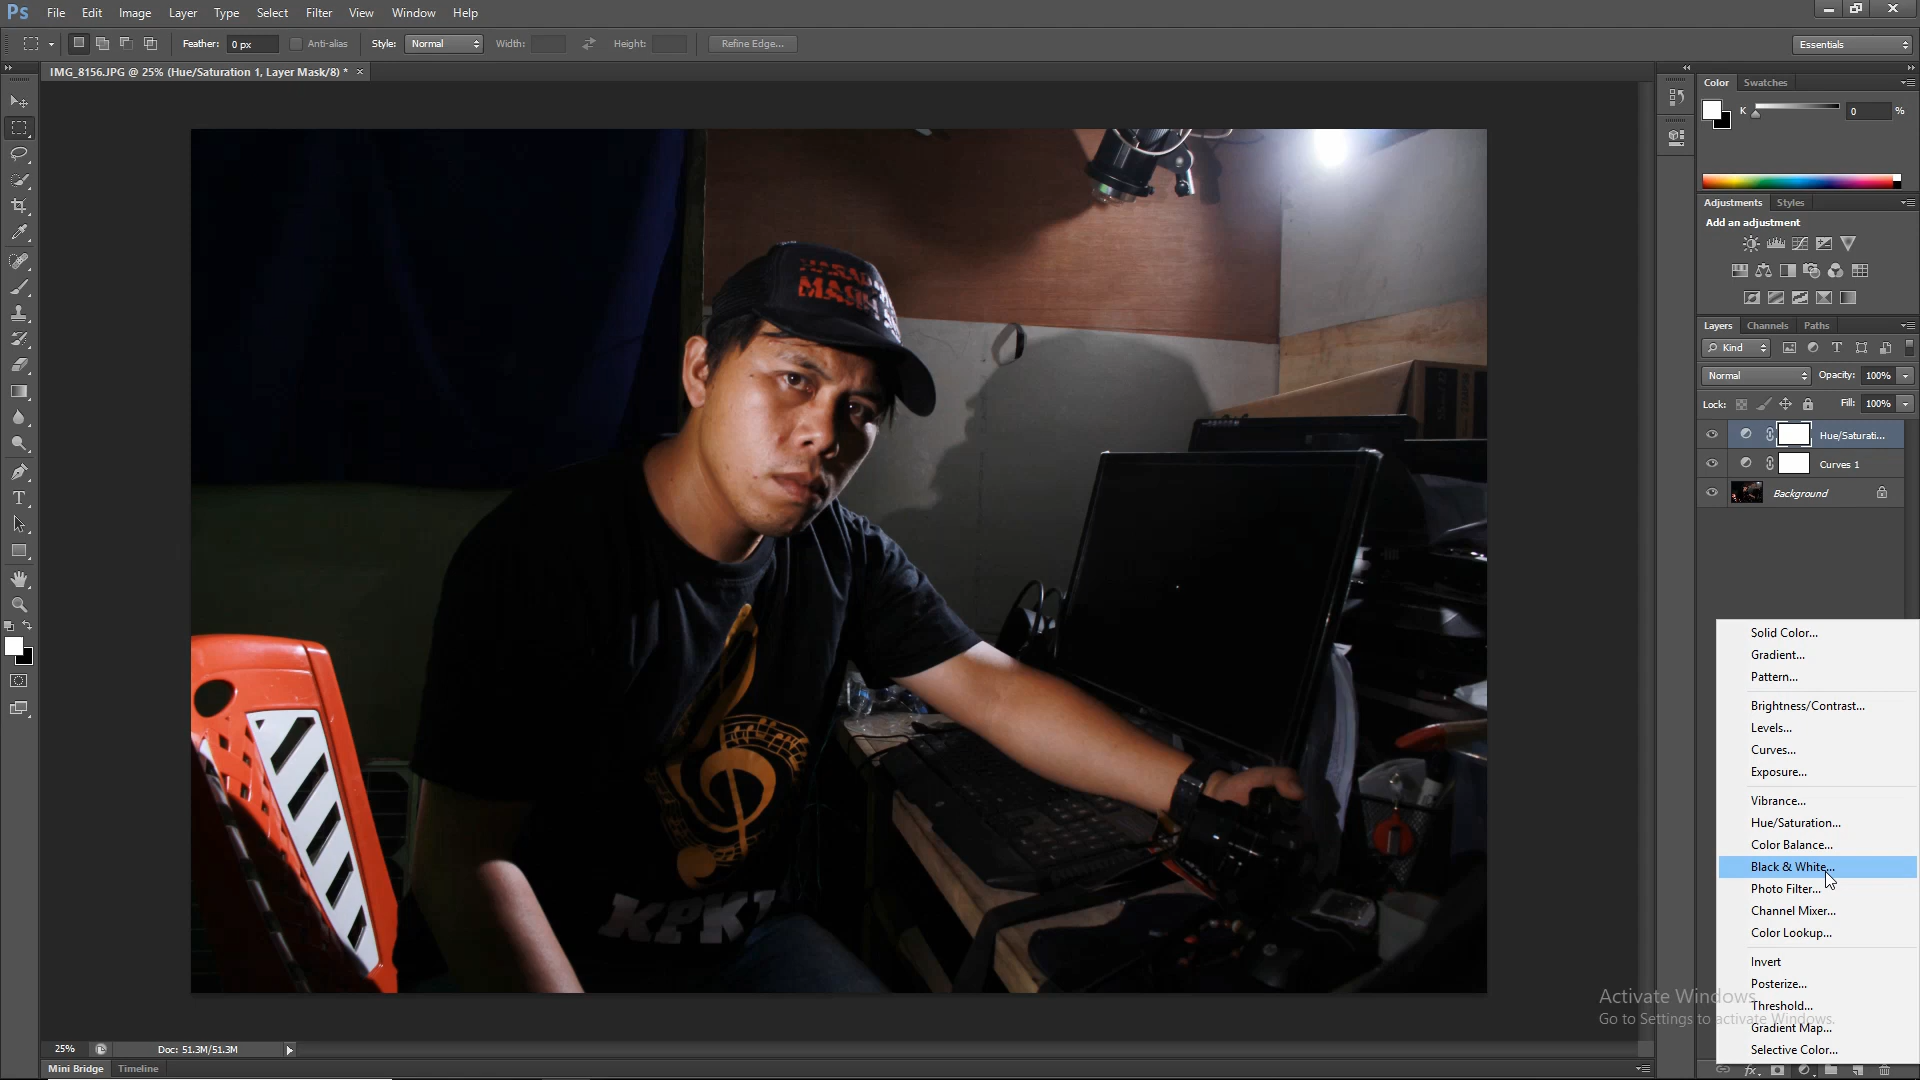 Ps File Edit Image Layer Type Select Filter View Window Help
Feather: 0 px Anti-alias Style: Normal Width: Height: Refine Edge... Essentials
IMG_8156.JPG @ 25% (Hue/Saturation 1, Layer Mask/8) *
Color Swatches
K 0 %
Adjustments Styles
Add an adjustment
Layers Channels Paths
Kind
Normal Opacity: 100%
Lock: Fill: 100%
Hue/Saturati...
Curves 1
Background
MASIH
KPK
Solid Color...
Gradient...
Pattern...
Brightness/Contrast...
Levels...
Curves...
Exposure...
Vibrance...
Hue/Saturation...
Color Balance...
Black & White...
Photo Filter...
Channel Mixer...
Color Lookup...
Invert
Posterize...
Threshold...
Gradient Map...
Selective Color...
Activate Windows
Go to Settings to activate Windows.
25% Doc: 51.3M/51.3M
Mini Bridge Timeline